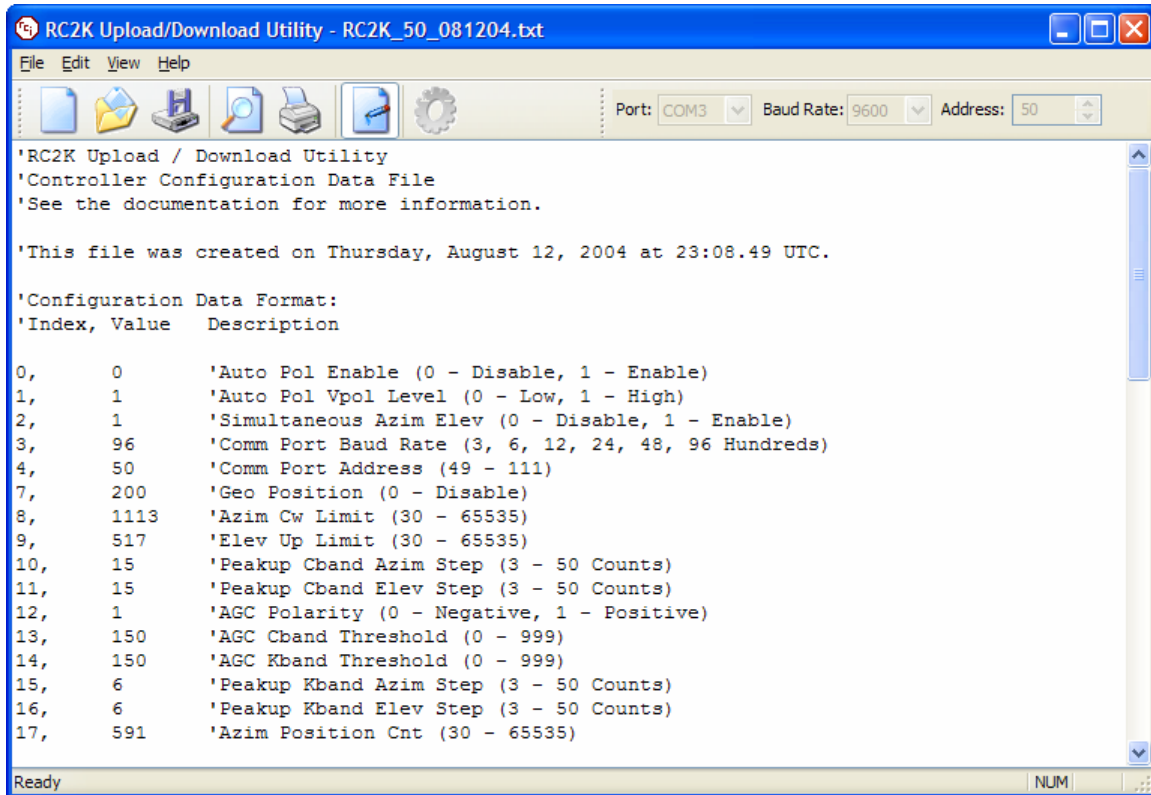 RC2K Upload/Download Utility - RC2K_50_081204.txt
File Edit View Help
Port: COM3 Baud Rate: 9600 Address: 50
'RC2K Upload / Download Utility
'Controller Configuration Data File
'See the documentation for more information.
'This file was created on Thursday, August 12, 2004 at 23:08.49 UTC.
'Configuration Data Format:
'Index, Value Description
0, 0 'Auto Pol Enable (0 - Disable, 1 - Enable)
1, 1 'Auto Pol Vpol Level (0 - Low, 1 - High)
2, 1 'Simultaneous Azim Elev (0 - Disable, 1 - Enable)
3, 96 'Comm Port Baud Rate (3, 6, 12, 24, 48, 96 Hundreds)
4, 50 'Comm Port Address (49 - 111)
7, 200 'Geo Position (0 - Disable)
8, 1113 'Azim Cw Limit (30 - 65535)
9, 517 'Elev Up Limit (30 - 65535)
10, 15 'Peakup Cband Azim Step (3 - 50 Counts)
11, 15 'Peakup Cband Elev Step (3 - 50 Counts)
12, 1 'AGC Polarity (0 - Negative, 1 - Positive)
13, 150 'AGC Cband Threshold (0 - 999)
14, 150 'AGC Kband Threshold (0 - 999)
15, 6 'Peakup Kband Azim Step (3 - 50 Counts)
16, 6 'Peakup Kband Elev Step (3 - 50 Counts)
17, 591 'Azim Position Cnt (30 - 65535)
Ready NUM